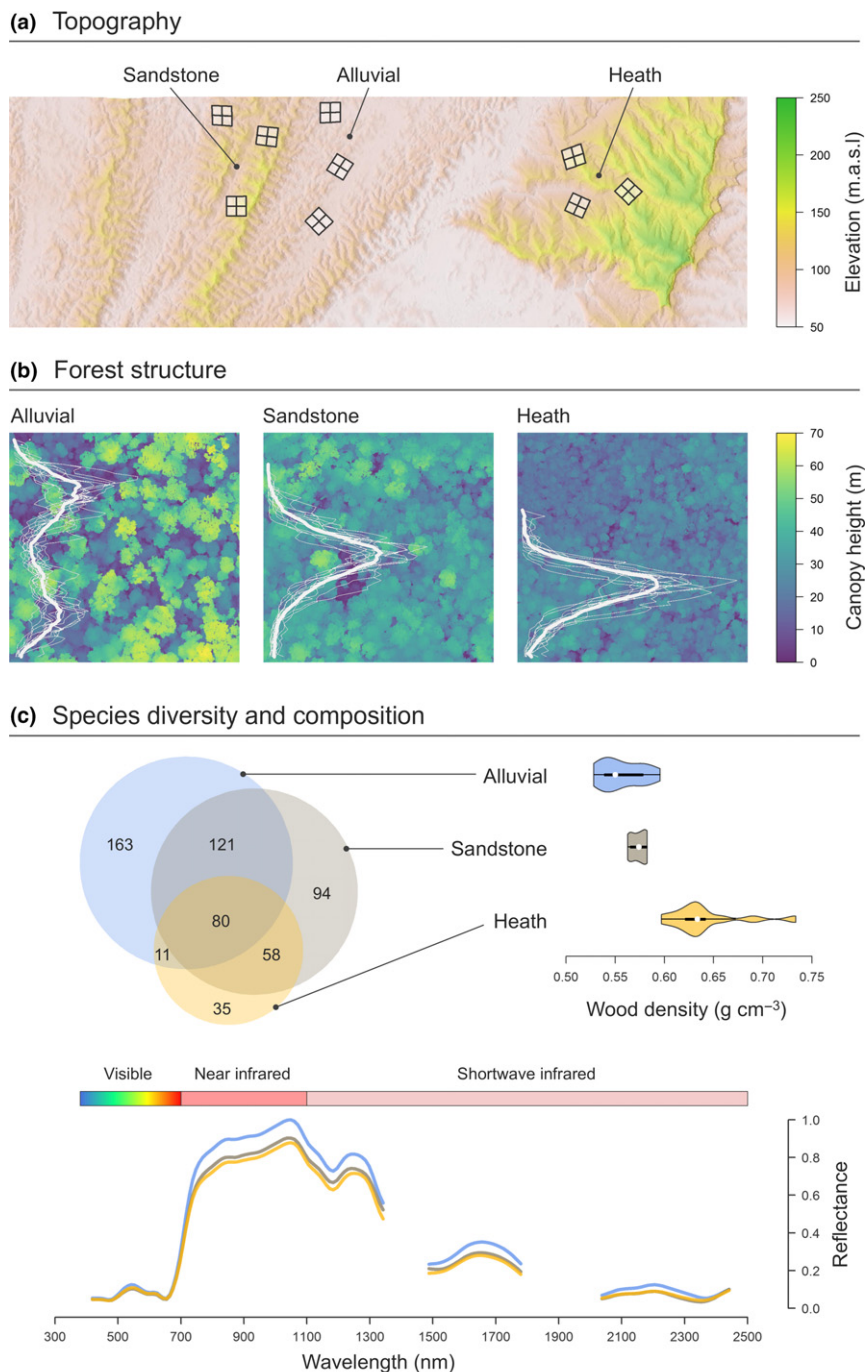 (a) Topography
Sandstone Alluvial Heath
250
200
150
100
50
Elevation (m.a.s.l)
(b) Forest structure
Alluvial Sandstone Heath
70
60
50
40
30
20
10
0
Canopy height (m)
(c) Species diversity and composition
Alluvial
163 121
Sandstone
94
80
Heath
11 58
35
0.50 0.55 0.60 0.65 0.70 0.75
Wood density (g cm⁻³)
Visible Near infrared Shortwave infrared
1.0
0.8
0.6
0.4
0.2
0.0
Reflectance
300 500 700 900 1100 1300 1500 1700 1900 2100 2300 2500
Wavelength (nm)